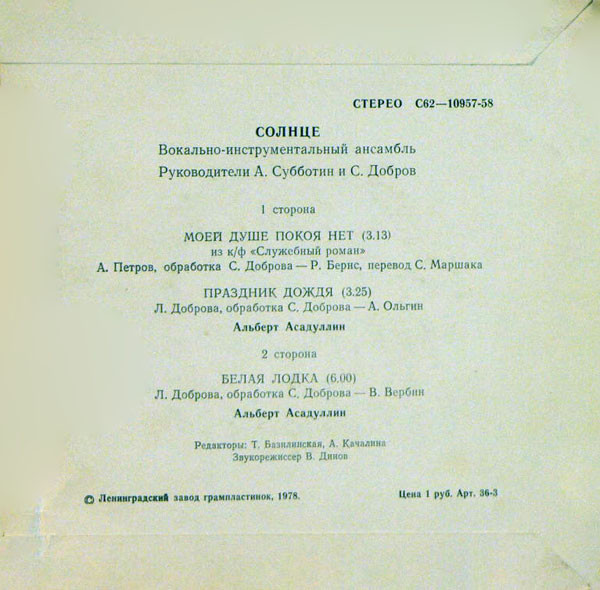 СТЕРЕО С62—10957-58
СОЛНЦЕ
Вокально-инструментальный ансамбль
Руководители А. Субботин и С. Добров
1 сторона
МОЕЙ ДУШЕ ПОКОЯ НЕТ (3.13)
из к/ф «Служебный роман»
А. Петров, обработка С. Доброва — Р. Бернс, перевод С. Маршака
ПРАЗДНИК ДОЖДЯ (3.25)
Л. Доброва, обработка С. Доброва — А. Ольгин
Альберт Асадуллин
2 сторона
БЕЛАЯ ЛОДКА (6.00)
Л. Доброва, обработка С. Доброва — В. Вербин
Альберт Асадуллин
Редакторы: Т. Базилинская, А. Качалина
Звукорежиссер В. Динов
© Ленинградский завод грампластинок, 1978. Цена 1 руб. Арт. 36-3